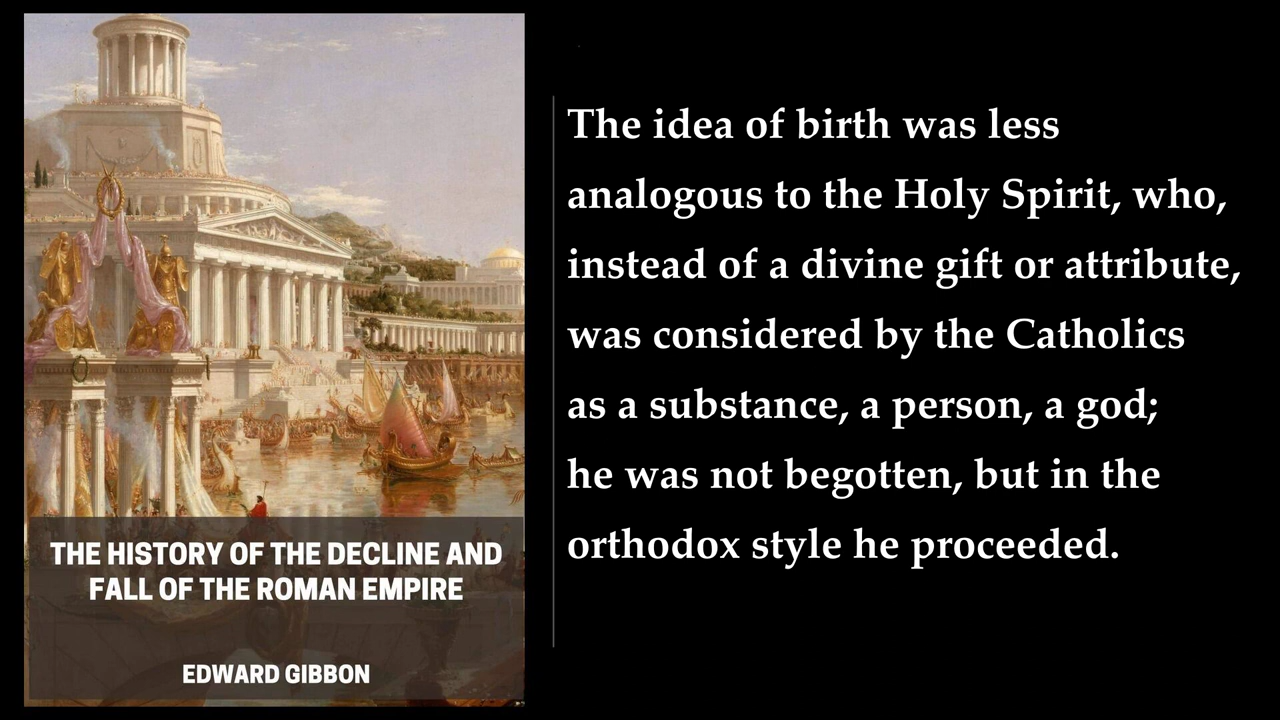 THE HISTORY OF THE DECLINE AND
FALL OF THE ROMAN EMPIRE
EDWARD GIBBON
The idea of birth was less
analogous to the Holy Spirit, who,
instead of a divine gift or attribute,
was considered by the Catholics
as a substance, a person, a god;
he was not begotten, but in the
orthodox style he proceeded.